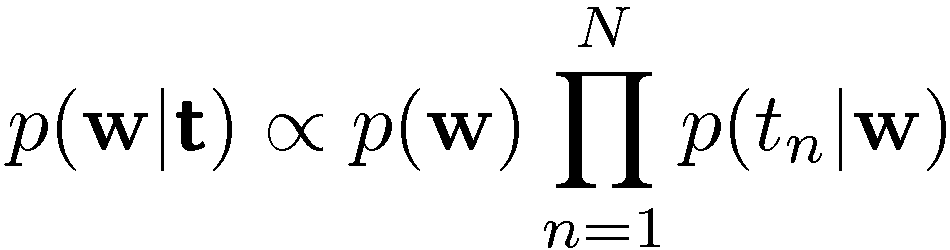 p(𝐰|𝘁) ∝ p(𝐰) ∏_{n=1}^{N} p(t_n|𝐰)